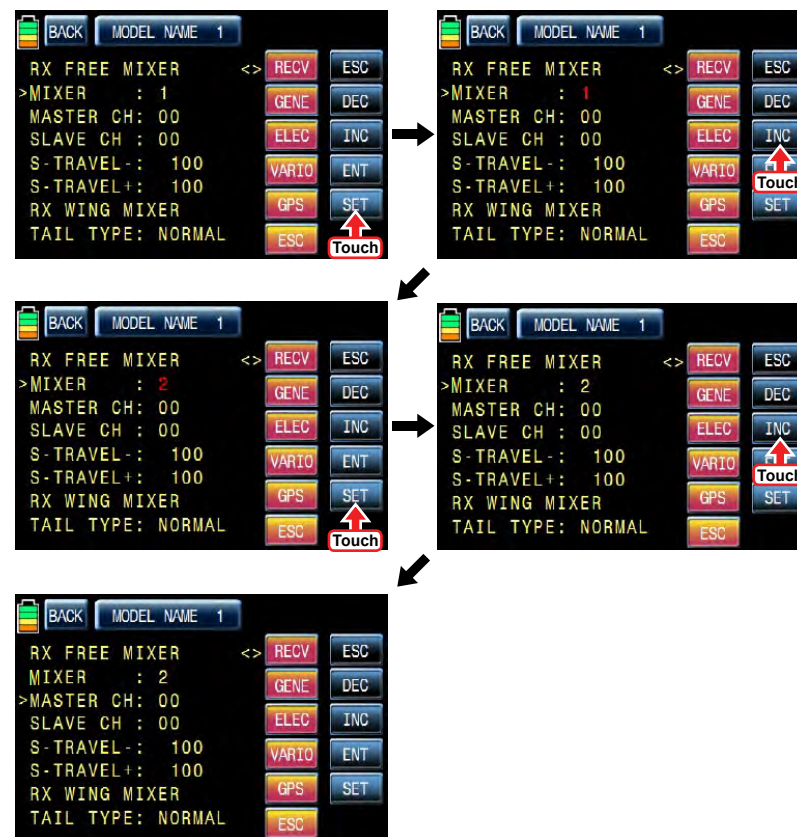 BACK MODEL NAME 1
RX FREE MIXER <> RECV ESC
>MIXER : 1 GENE DEC
MASTER CH: 00
SLAVE CH : 00 ELEC INC
S-TRAVEL-: 100 VARIO ENT
S-TRAVEL+: 100
RX WING MIXER GPS SET
TAIL TYPE: NORMAL ESC Touch
BACK MODEL NAME 1
RX FREE MIXER <> RECV ESC
>MIXER : 1 GENE DEC
MASTER CH: 00
SLAVE CH : 00 ELEC INC
S-TRAVEL-: 100 VARIO
S-TRAVEL+: 100 Touch
RX WING MIXER GPS SET
TAIL TYPE: NORMAL ESC
BACK MODEL NAME 1
RX FREE MIXER <> RECV ESC
>MIXER : 2 GENE DEC
MASTER CH: 00
SLAVE CH : 00 ELEC INC
S-TRAVEL-: 100 VARIO ENT
S-TRAVEL+: 100
RX WING MIXER GPS SET
TAIL TYPE: NORMAL ESC Touch
BACK MODEL NAME 1
RX FREE MIXER <> RECV ESC
>MIXER : 2 GENE DEC
MASTER CH: 00
SLAVE CH : 00 ELEC INC
S-TRAVEL-: 100 VARIO
S-TRAVEL+: 100 Touch
RX WING MIXER GPS SET
TAIL TYPE: NORMAL ESC
BACK MODEL NAME 1
RX FREE MIXER <> RECV ESC
MIXER : 2 GENE DEC
>MASTER CH: 00
SLAVE CH : 00 ELEC INC
S-TRAVEL-: 100 VARIO ENT
S-TRAVEL+: 100
RX WING MIXER GPS SET
TAIL TYPE: NORMAL ESC